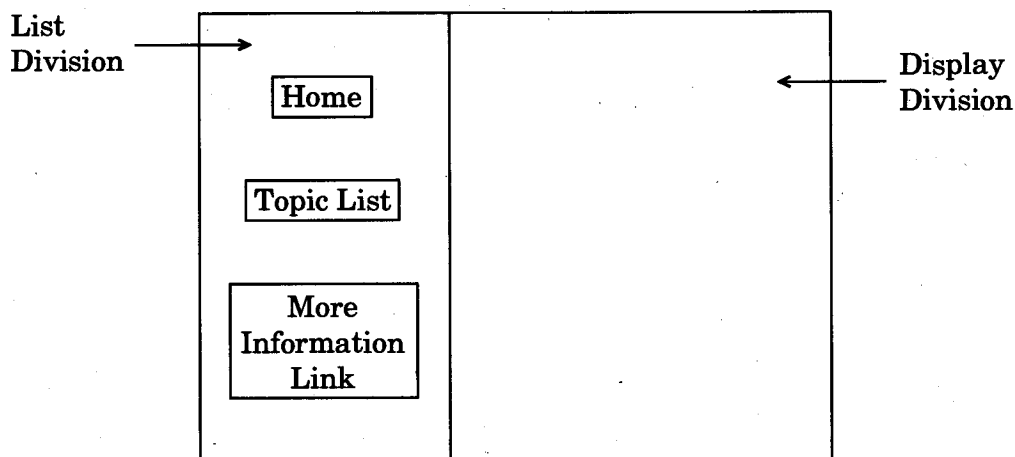 List
Division
Home
Topic List
More
Information
Link
Display
Division